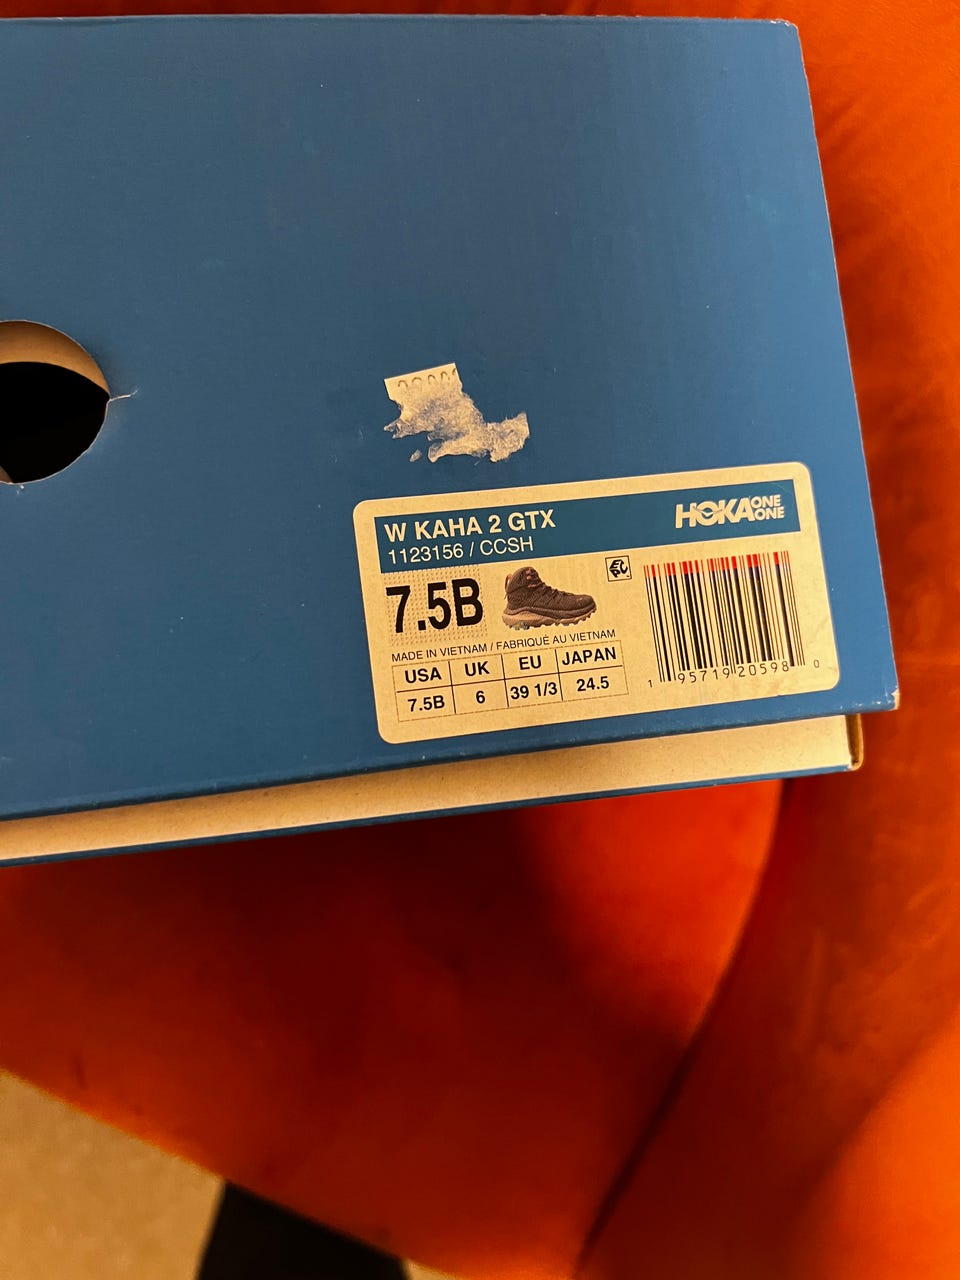 W KAHA 2 GTX
1123156 / CCSH
HOKA ONE ONE
7.5B
MADE IN VIETNAM / FABRIQUÉ AU VIETNAM
USA UK EU JAPAN
7.5B 6 39 1/3 24.5
1 95719 20598 0